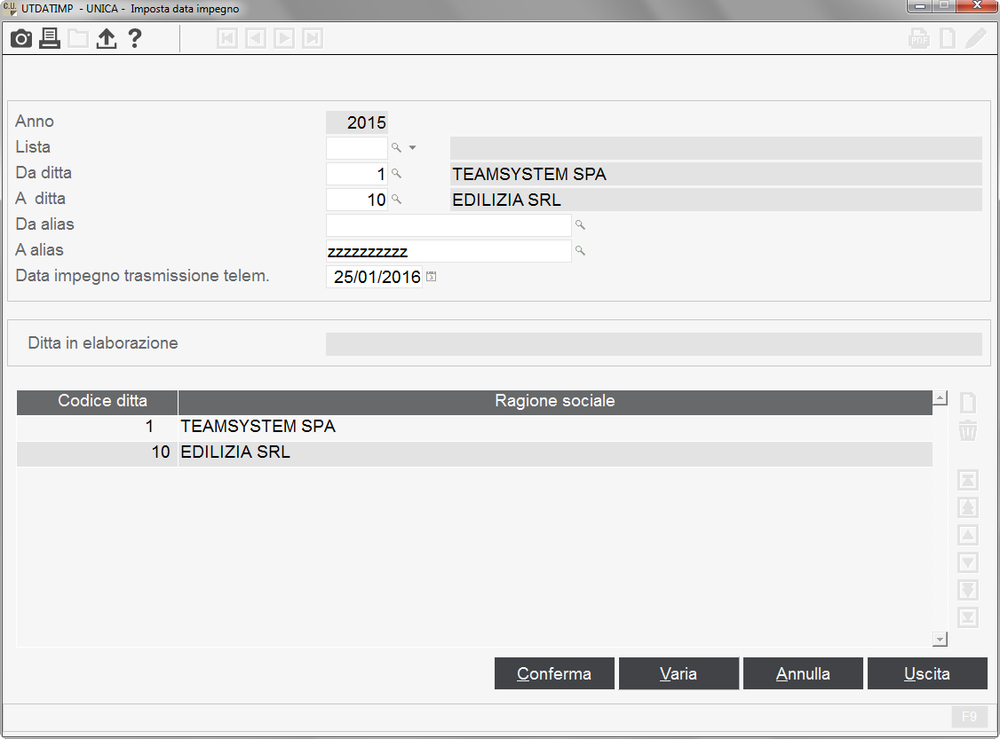 C.U. UTDATIMP - UNICA - Imposta data impegno
?
PDF
Anno 2015
Lista
Da ditta 1 TEAMSYSTEM SPA
A ditta 10 EDILIZIA SRL
Da alias
A alias zzzzzzzzzz
Data impegno trasmissione telem. 25/01/2016
Ditta in elaborazione
Codice ditta Ragione sociale
1 TEAMSYSTEM SPA
10 EDILIZIA SRL
Conferma Varia Annulla Uscita
F9